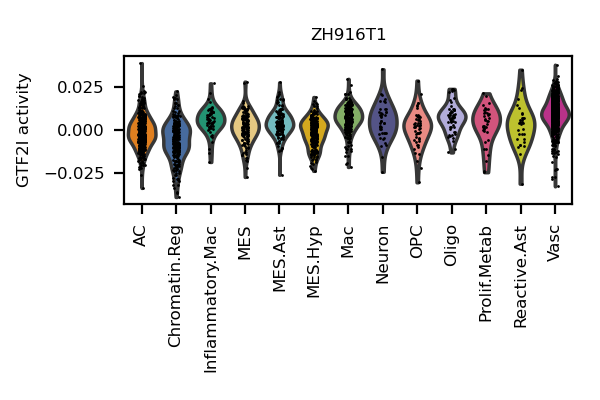 ZH916T1
GTF2I activity
0.025
0.000
−0.025
AC
Chromatin.Reg
Inflammatory.Mac
MES
MES.Ast
MES.Hyp
Mac
Neuron
OPC
Oligo
Prolif.Metab
Reactive.Ast
Vasc